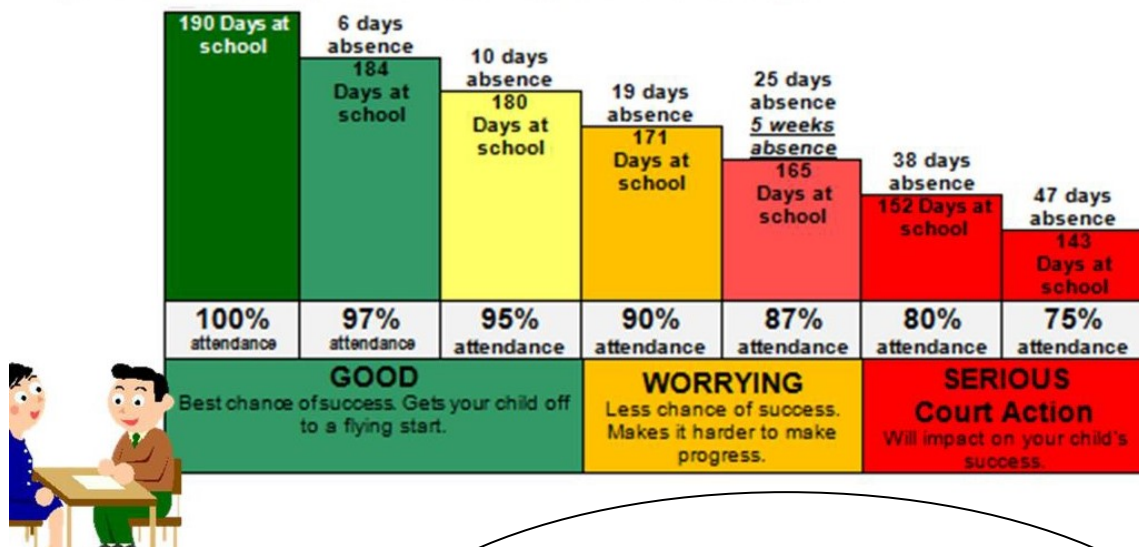 190 Days at
school
6 days
absence
184
Days at
school
10 days
absence
180
Days at
school
19 days
absence
171
Days at
school
25 days
absence
5 weeks
absence
165
Days at
school
38 days
absence
152 Days at
school
47 days
absence
143
Days at
school
100%
attendance
97%
attendance
95%
attendance
90%
attendance
87%
attendance
80%
attendance
75%
attendance
GOOD
Best chance of success. Gets your child off
to a flying start.
WORRYING
Less chance of success.
Makes it harder to make
progress.
SERIOUS
Court Action
Will impact on your child's
success.